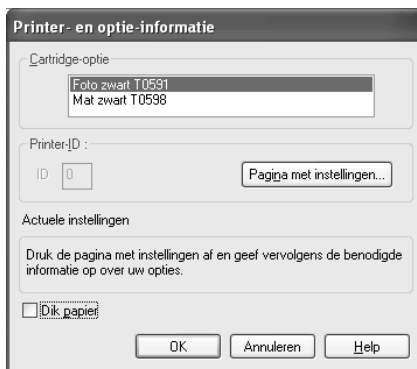 Printer- en optie-informatie
Cartridge-optie
Foto zwart T0591
Mat zwart T0598
Printer-ID :
ID 0
Pagina met instellingen...
Actuele instellingen
Druk de pagina met instellingen af en geef vervolgens de benodigde
informatie op over uw opties.
Dik papier
OK Annuleren Help